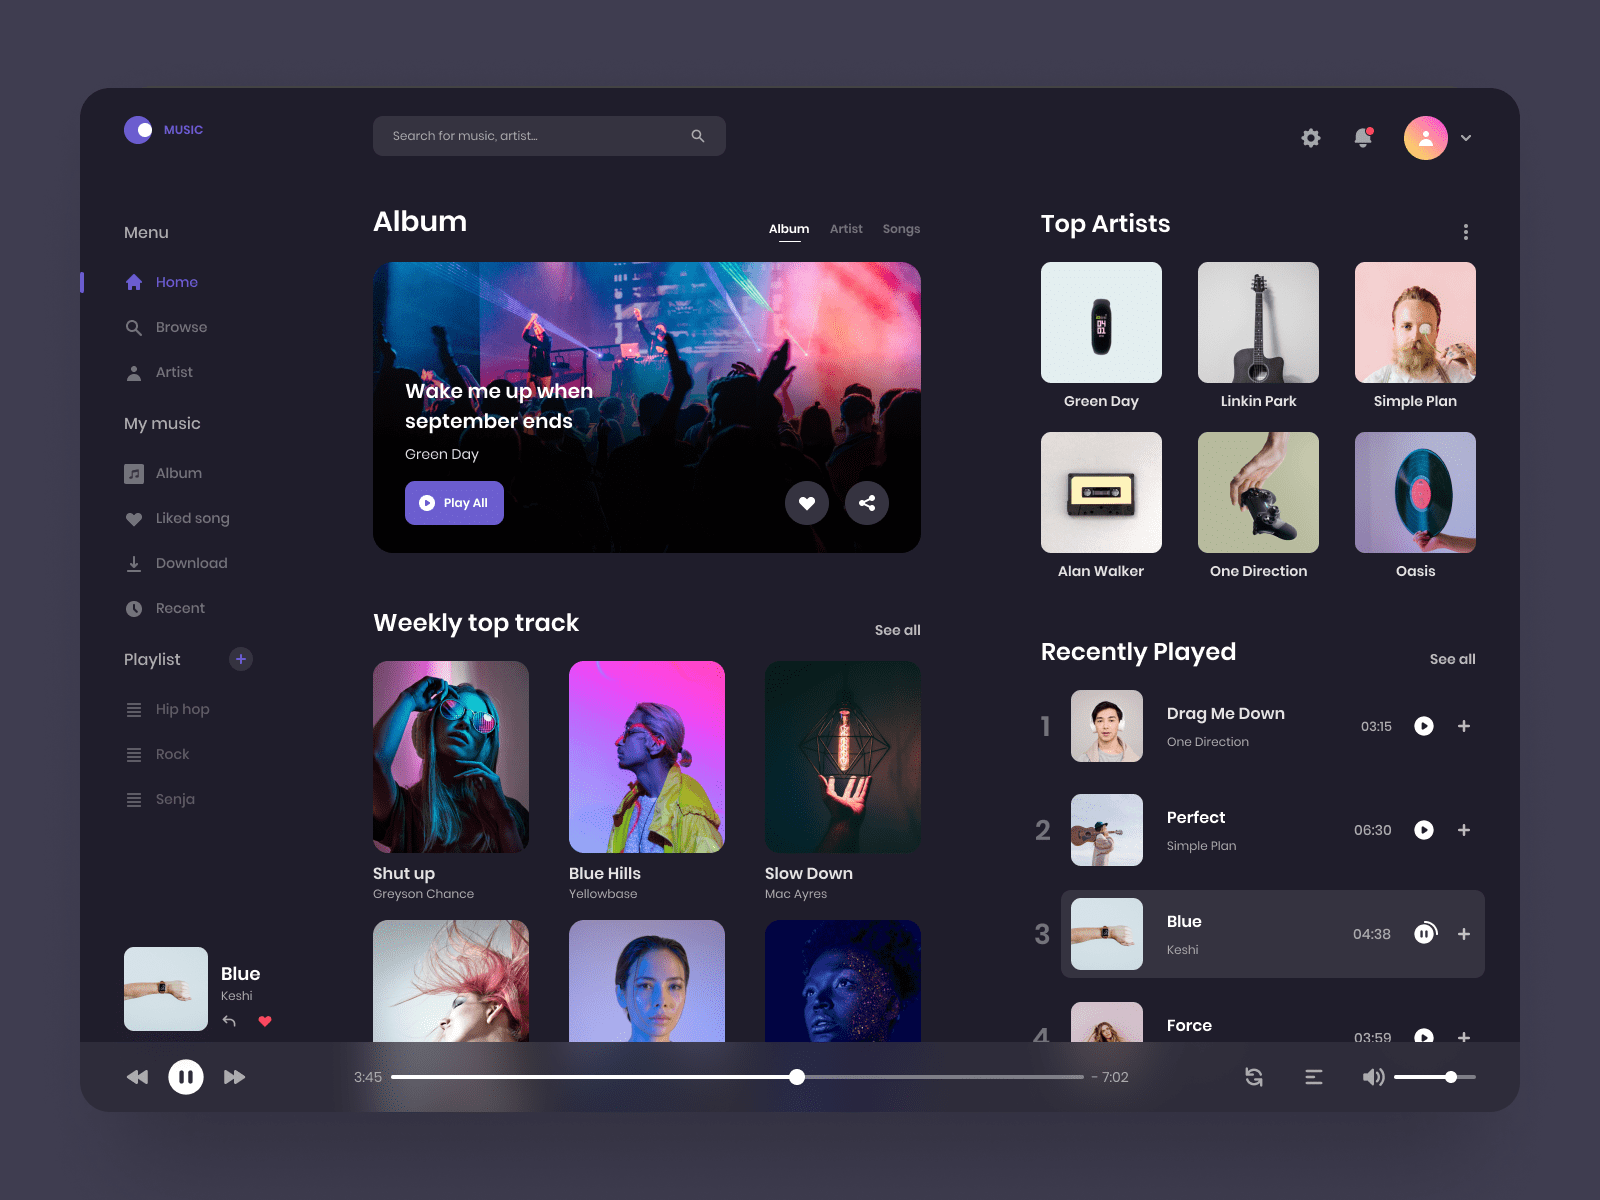 MUSIC
Search for music, artist...
Menu
Home
Browse
Artist
My music
Album
Liked song
Download
Recent
Playlist
Hip hop
Rock
Senja
Album
Album Artist Songs
Wake me up when
september ends
Green Day
Play All
Weekly top track
See all
Shut up
Greyson Chance
Blue Hills
Yellowbase
Slow Down
Mac Ayres
Top Artists
Green Day
Linkin Park
Simple Plan
Alan Walker
One Direction
Oasis
Recently Played
See all
1
Drag Me Down
One Direction
03:15
2
Perfect
Simple Plan
06:30
3
Blue
Keshi
04:38
4
Force
03:59
Blue
Keshi
3:45
- 7:02